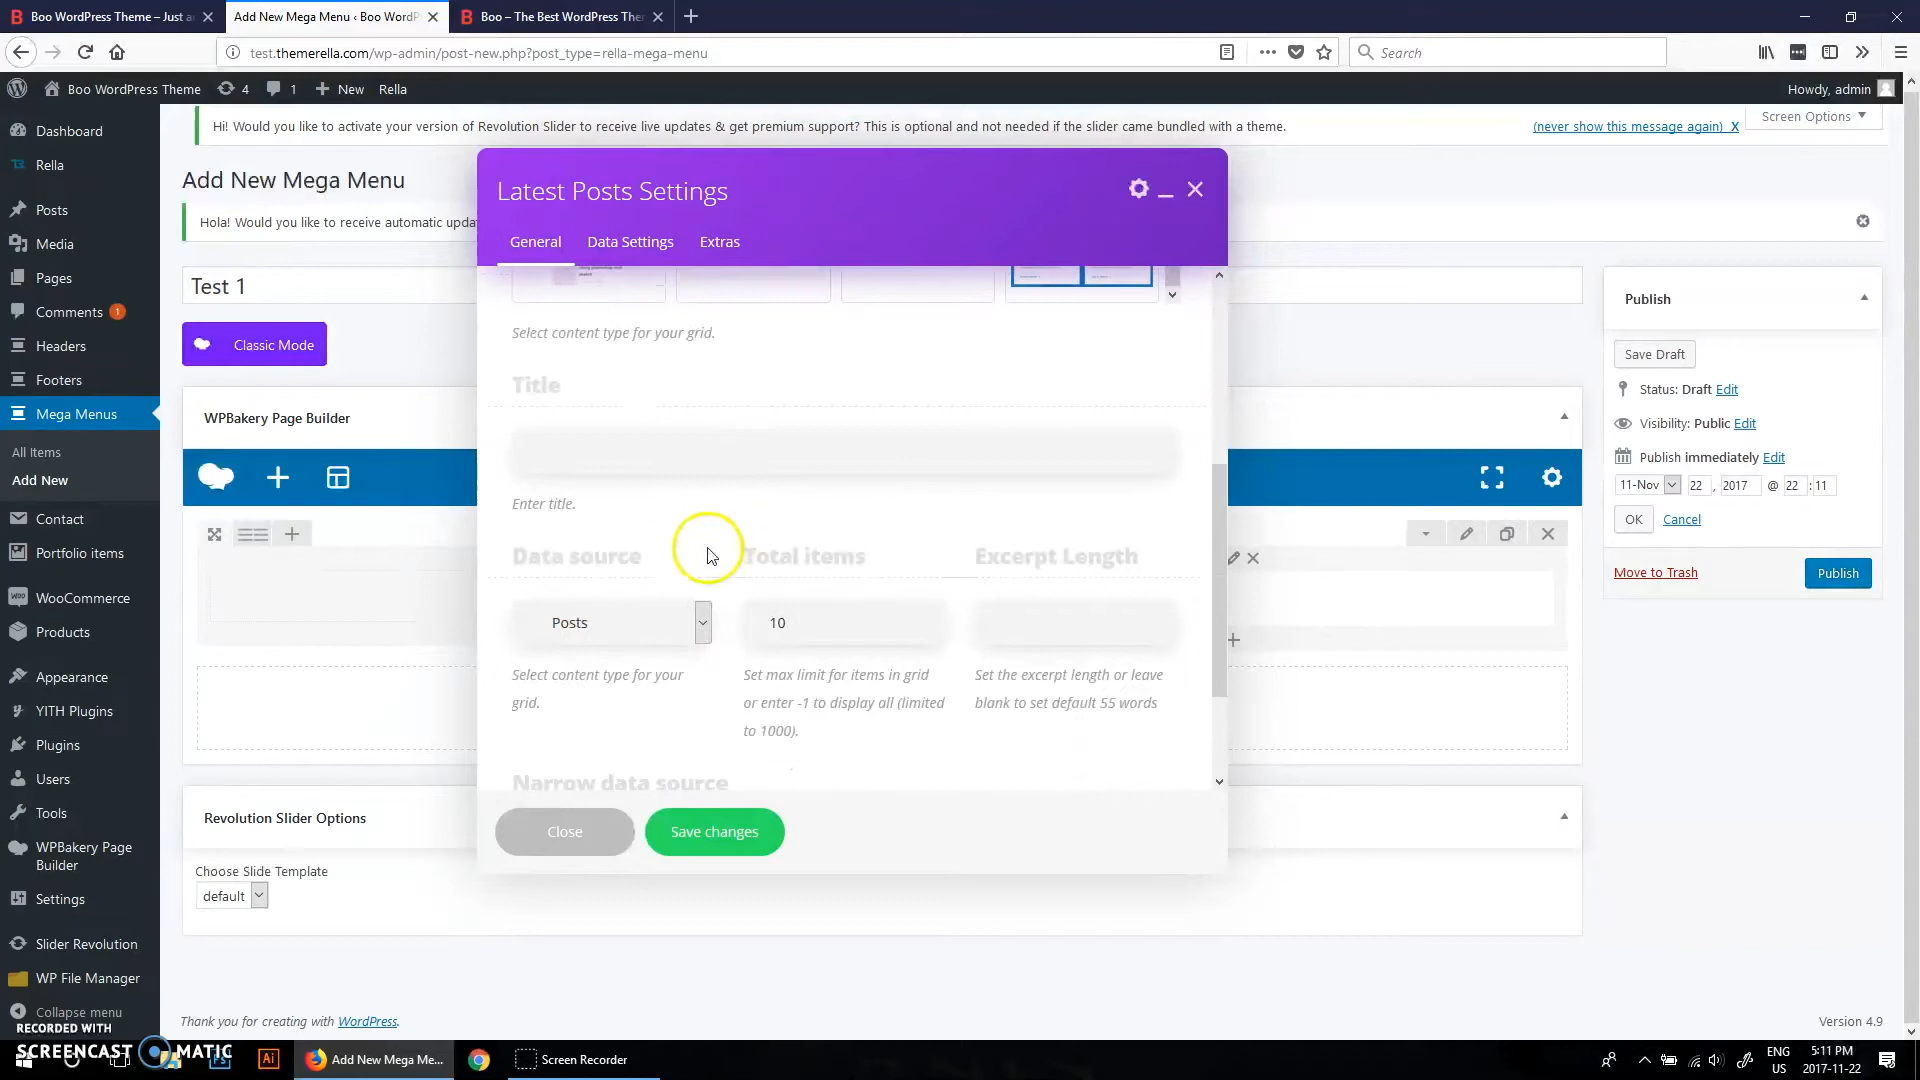 Boo WordPress Theme – Just a
Add New Mega Menu ‹ Boo WordP
Boo – The Best WordPress The
test.themerella.com/wp-admin/post-new.php?post_type=rella-mega-menu
Search
Boo WordPress Theme
4
1
New
Rella
Howdy, admin
Hi! Would you like to activate your version of Revolution Slider to receive live updates & get premium support? This is optional and not needed if the slider came bundled with a theme.
(never show this message again) X
Screen Options
Dashboard
Rella
Posts
Media
Pages
Comments 1
Headers
Footers
Mega Menus
All Items
Add New
Contact
Portfolio items
WooCommerce
Products
Appearance
YITH Plugins
Plugins
Users
Tools
WPBakery Page
Builder
Settings
Slider Revolution
WP File Manager
Collapse menu
Add New Mega Menu
Hola! Would you like to receive automatic upda
Test 1
Classic Mode
WPBakery Page Builder
Latest Posts Settings
General
Data Settings
Extras
Select content type for your grid.
Title
Enter title.
Data source
Total items
Excerpt Length
Posts
10
Select content type for your
grid.
Set max limit for items in grid
or enter -1 to display all (limited
to 1000).
Set the excerpt length or leave
blank to set default 55 words
Narrow data source
Close
Save changes
Publish
Save Draft
Status: Draft Edit
Visibility: Public Edit
Publish immediately Edit
11-Nov 22 , 2017 @ 22 : 11
OK
Cancel
Move to Trash
Publish
Revolution Slider Options
Choose Slide Template
default
Thank you for creating with WordPress.
Version 4.9
RECORDED WITH
SCREENCAST MATIC
Add New Mega Me...
Screen Recorder
ENG
US
5:11 PM
2017-11-22